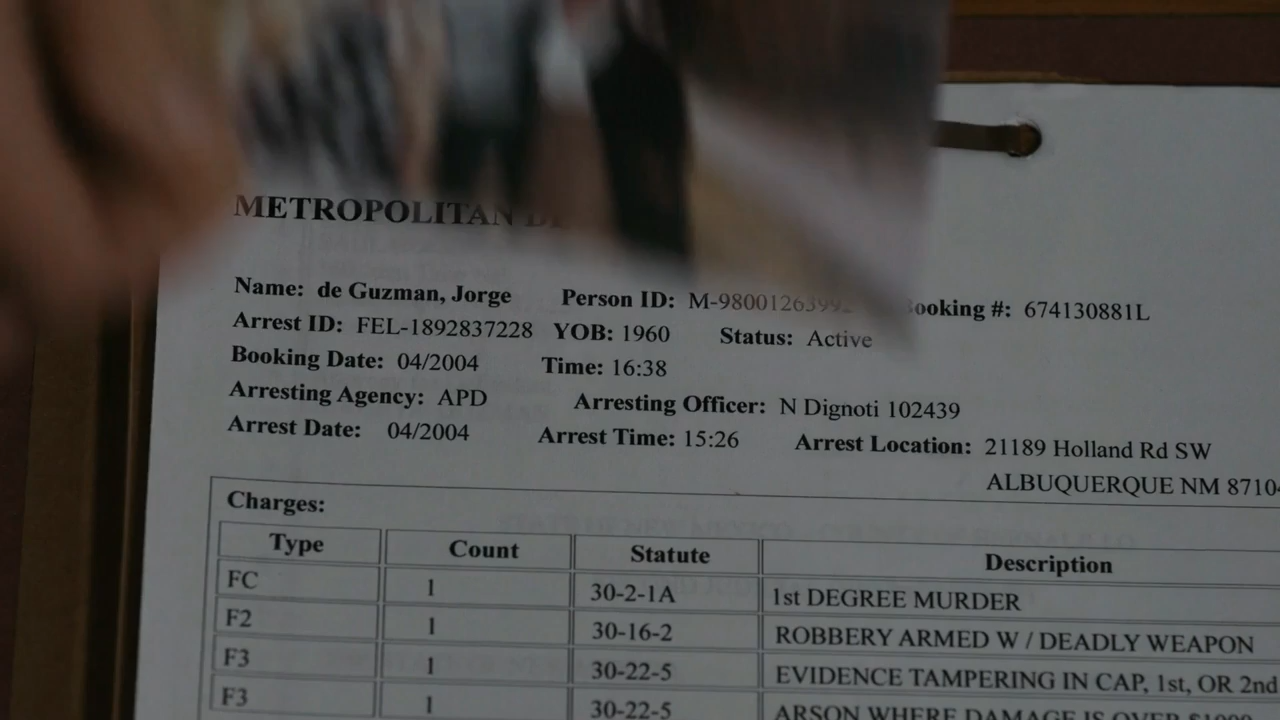 METROPOLITAN
Name: de Guzman, Jorge Person ID: M-98001263992 Booking #: 674130881L
Arrest ID: FEL-1892837228 YOB: 1960 Status: Active
Booking Date: 04/2004 Time: 16:38
Arresting Agency: APD Arresting Officer: N Dignoti 102439
Arrest Date: 04/2004 Arrest Time: 15:26 Arrest Location: 21189 Holland Rd SW
ALBUQUERQUE NM 87104
Charges:
Type Count Statute Description
FC 1 30-2-1A 1st DEGREE MURDER
F2 1 30-16-2 ROBBERY ARMED W / DEADLY WEAPON
F3 1 30-22-5 EVIDENCE TAMPERING IN CAP, 1st, OR 2nd
F3 1 30-22-5 ARSON WHERE DAMAGE IS OVER $1000